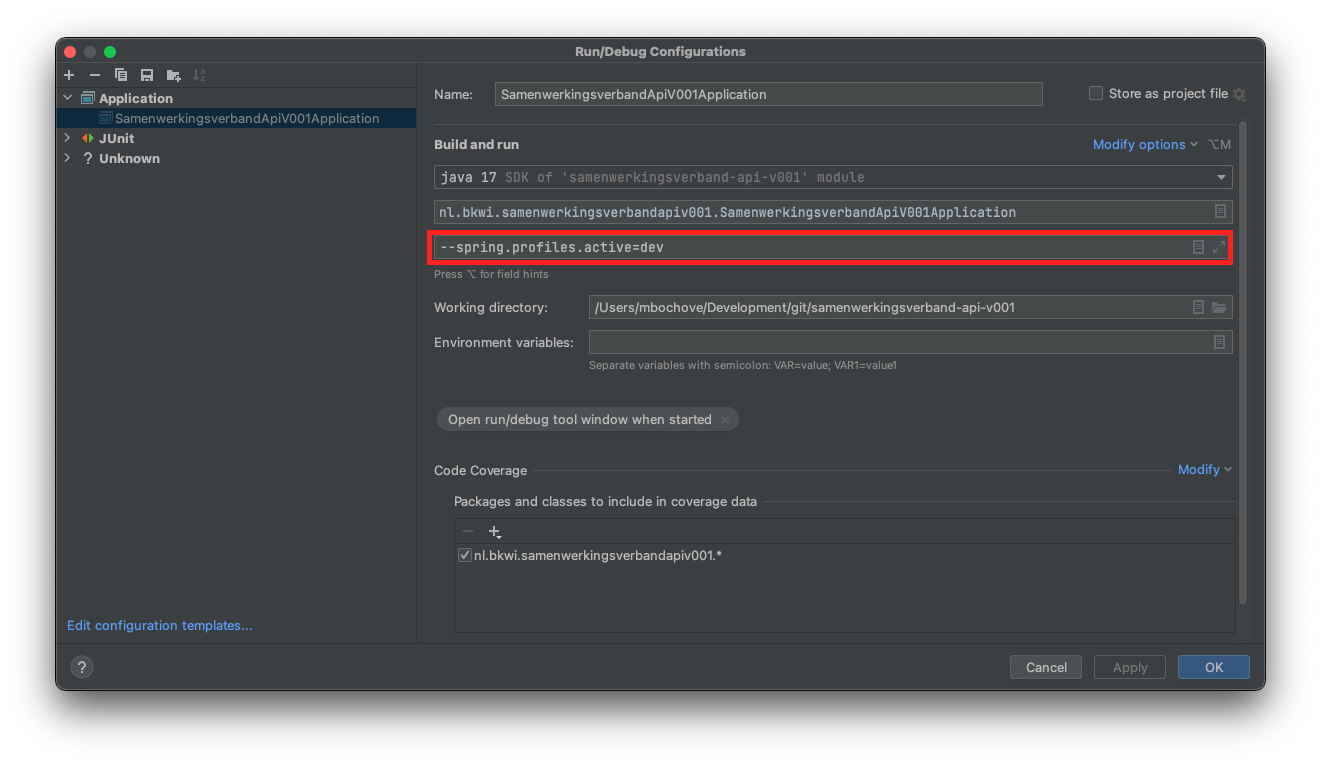 Run/Debug Configurations
Application
SamenwerkingsverbandApiV001Application
JUnit
? Unknown
Edit configuration templates...
Name: SamenwerkingsverbandApiV001Application Store as project file
Build and run Modify options ⌥M
java 17 SDK of 'samenwerkingsverband-api-v001' module
nl.bkwi.samenwerkingsverbandapiv001.SamenwerkingsverbandApiV001Application
--spring.profiles.active=dev
Press ⌥ for field hints
Working directory: /Users/mbochove/Development/git/samenwerkingsverband-api-v001
Environment variables:
Separate variables with semicolon: VAR=value; VAR1=value1
Open run/debug tool window when started
Code Coverage Modify
Packages and classes to include in coverage data
nl.bkwi.samenwerkingsverbandapiv001.*
? Cancel Apply OK